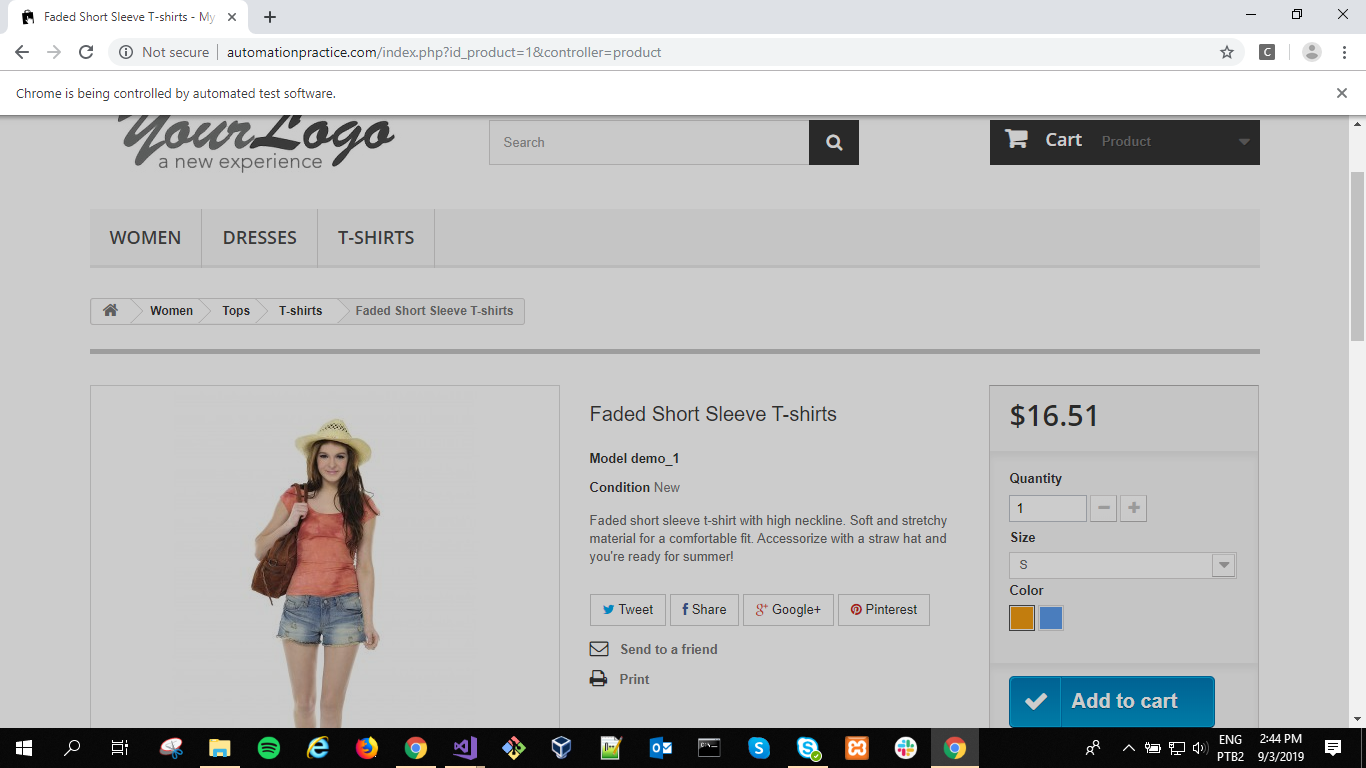 Faded Short Sleeve T-shirts - My
Not secure | automationpractice.com/index.php?id_product=1&controller=product
C
Chrome is being controlled by automated test software.
YourLogo
a new experience
Search
Cart Product
WOMEN DRESSES T-SHIRTS
Women Tops T-shirts Faded Short Sleeve T-shirts
Faded Short Sleeve T-shirts
Model demo_1
Condition New
Faded short sleeve t-shirt with high neckline. Soft and stretchy
material for a comfortable fit. Accessorize with a straw hat and
you're ready for summer!
Tweet Share Google+ Pinterest
Send to a friend
Print
$16.51
Quantity
1
Size
S
Color
Add to cart
ENG
PTB2
2:44 PM
9/3/2019